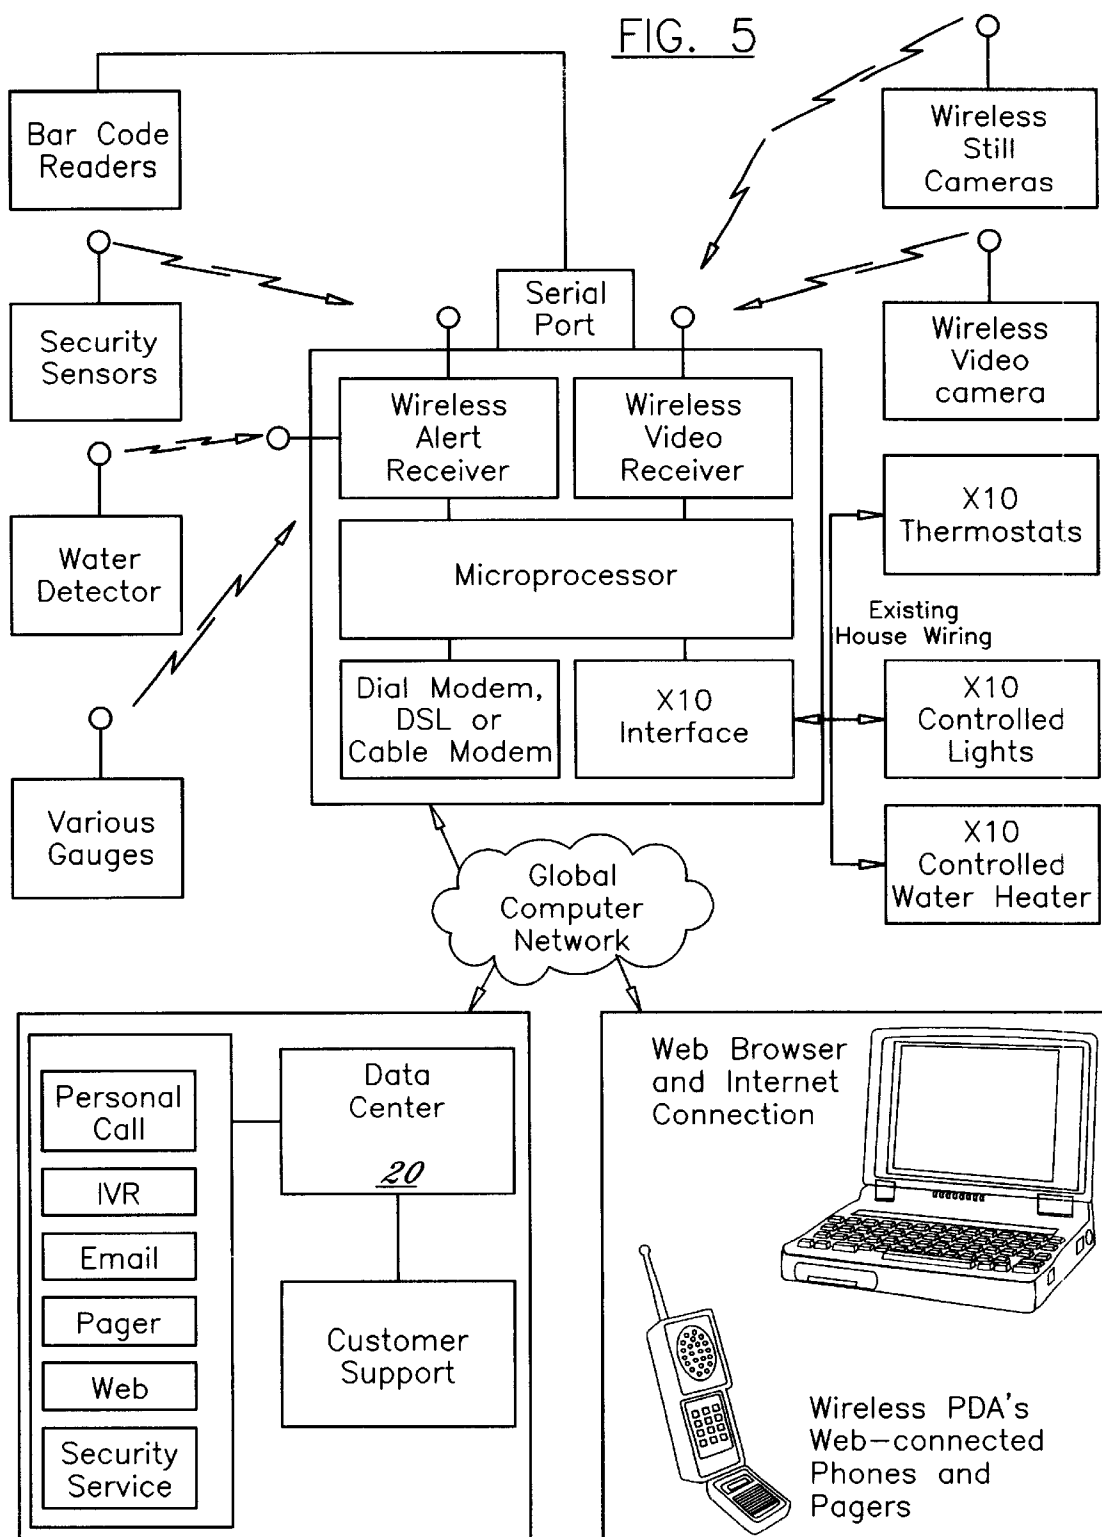 FIG. 5
Bar Code
Readers
Wireless
Still
Cameras
Security
Sensors
Serial
Port
Wireless
Video
camera
Wireless
Alert
Receiver
Wireless
Video
Receiver
Water
Detector
X10
Thermostats
Microprocessor
Existing
House Wiring
Dial Modem,
DSL or
Cable Modem
X10
Interface
X10
Controlled
Lights
Various
Gauges
X10
Controlled
Water Heater
Global
Computer
Network
Personal
Call
IVR
Email
Pager
Web
Security
Service
Data
Center
20
Customer
Support
Web Browser
and Internet
Connection
Wireless PDA's
Web-connected
Phones and
Pagers